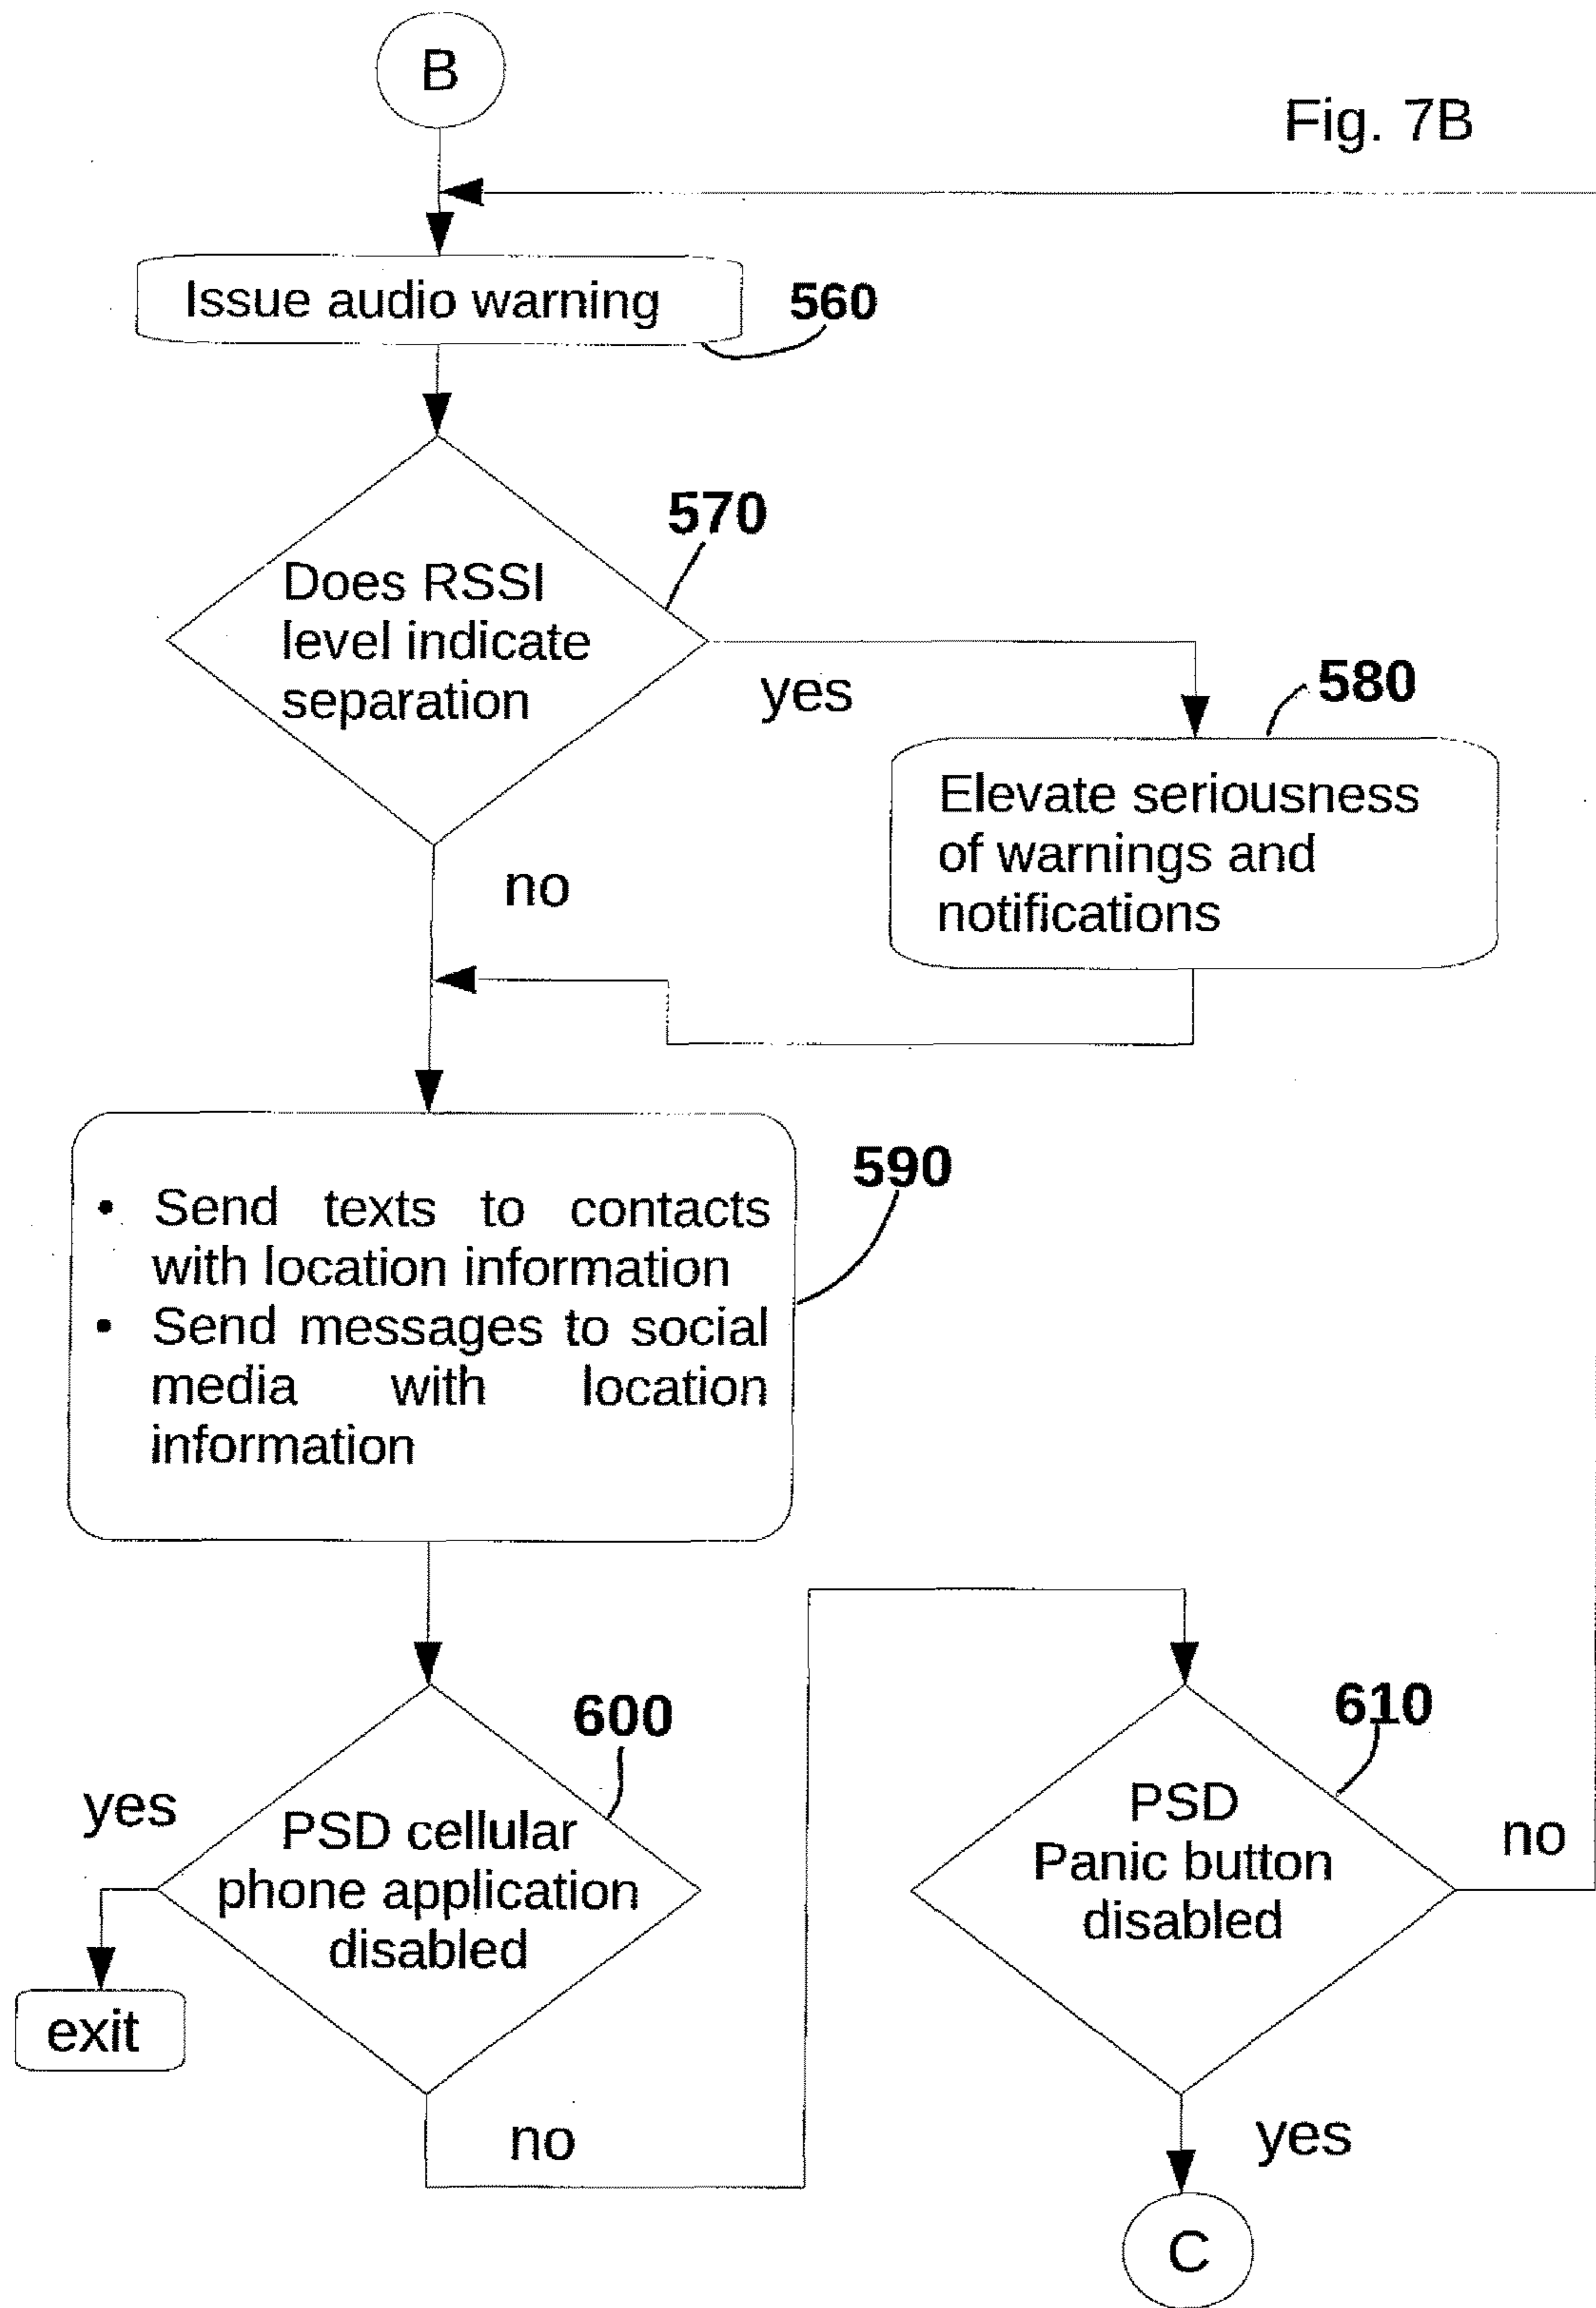 B
Fig. 7B
Issue audio warning
560
570
Does RSSI
level indicate
separation
yes
580
Elevate seriousness
of warnings and
notifications
no
590
• Send texts to contacts
with location information
• Send messages to social
media with location
information
600
610
yes
PSD cellular
phone application
disabled
PSD
Panic button
disabled
no
exit
no
yes
C